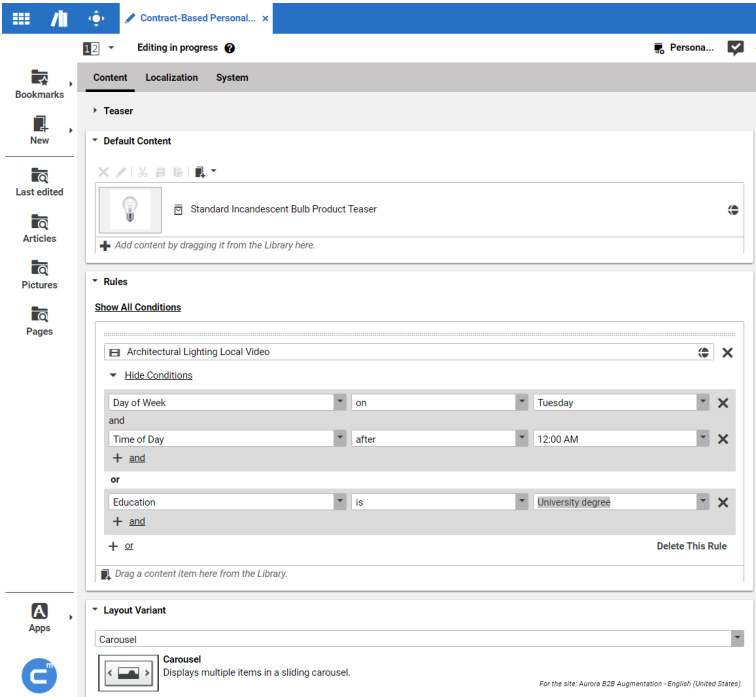 Contract-Based Personal...
12
Editing in progress
Persona...
Content Localization System
Bookmarks
New
Last edited
Articles
Pictures
Pages
Apps
Teaser
Default Content
Standard Incandescent Bulb Product Teaser
Add content by dragging it from the Library here.
Rules
Show All Conditions
Architectural Lighting Local Video
Hide Conditions
Day of Week on Tuesday
and
Time of Day after 12:00 AM
and
or
Education is University degree
and
or Delete This Rule
Drag a content item here from the Library.
Layout Variant
Carousel
Carousel
Displays multiple items in a sliding carousel.
For the site: Aurora B2B Augmentation - English (United States)
A
C m